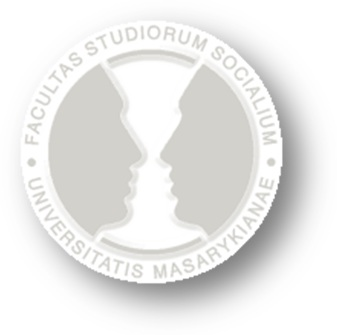 FACULTAS STUDIORUM SOCIALIUM
UNIVERSITATIS MASARYKIANAE